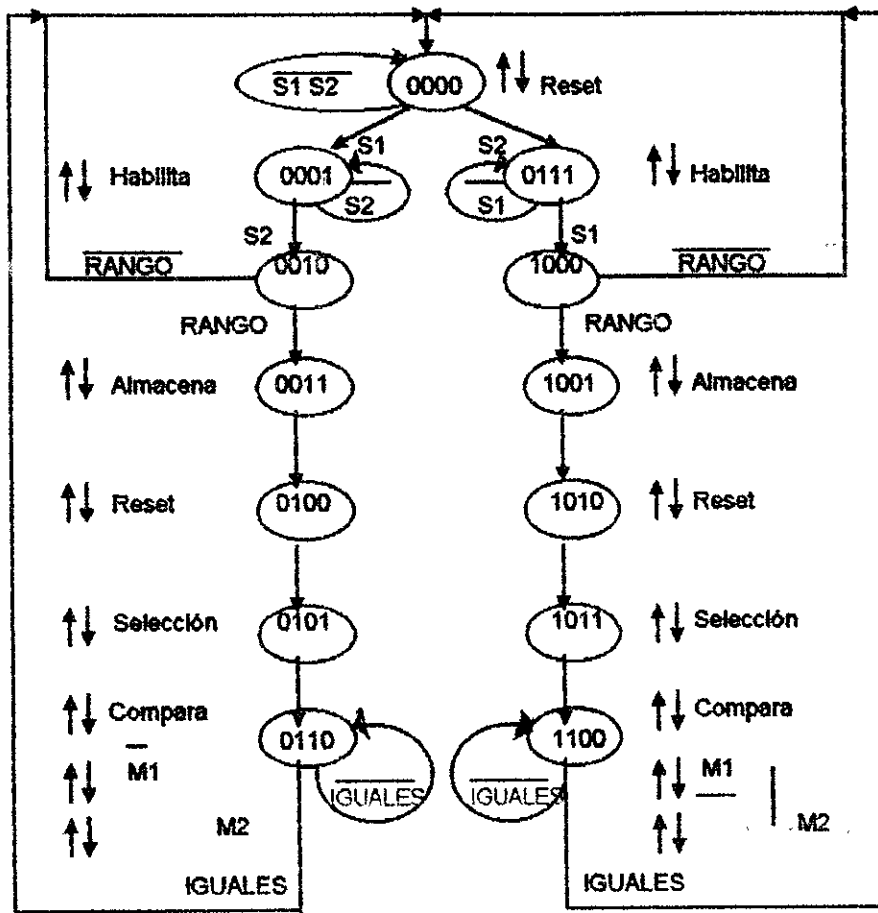 S1 S2
0000
Reset
S1
S2
Habilita
0001
S2
S1
0111
Habilita
S2
S1
RANGO
0010
1000
RANGO
RANGO
RANGO
Almacena
0011
1001
Almacena
Reset
0100
1010
Reset
Selección
0101
1011
Selección
Compara
0110
1100
Compara
M1
IGUALES
IGUALES
M1
M2
M2
IGUALES
IGUALES